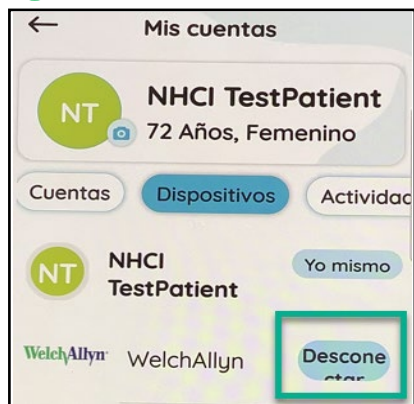 ← Mis cuentas
NT
NHCI TestPatient
72 Años, Femenino
Cuentas
Dispositivos
Actividad
NT
NHCI
TestPatient
Yo mismo
WelchAllyn
WelchAllyn
Descone
ctar